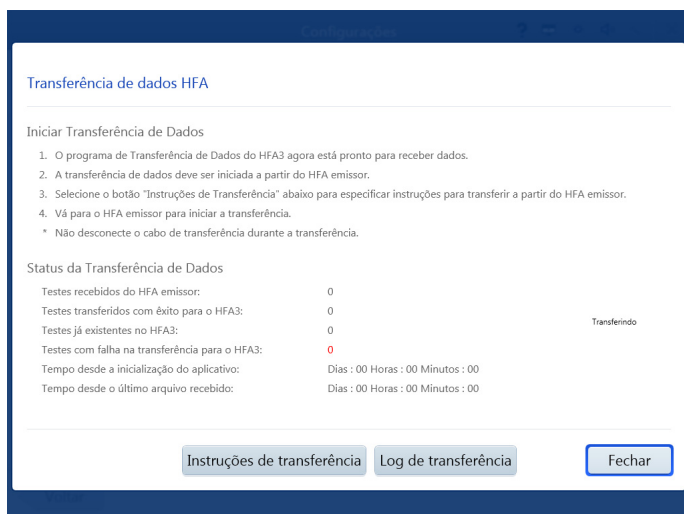 Configurações
Transferência de dados HFA
Iniciar Transferência de Dados
1. O programa de Transferência de Dados do HFA3 agora está pronto para receber dados.
2. A transferência de dados deve ser iniciada a partir do HFA emissor.
3. Selecione o botão "Instruções de Transferência" abaixo para especificar instruções para transferir a partir do HFA emissor.
4. Vá para o HFA emissor para iniciar a transferência.
* Não desconecte o cabo de transferência durante a transferência.
Status da Transferência de Dados
Testes recebidos do HFA emissor: 0
Testes transferidos com êxito para o HFA3: 0
Transferindo
Testes já existentes no HFA3: 0
Testes com falha na transferência para o HFA3: 0
Tempo desde a inicialização do aplicativo: Dias : 00 Horas : 00 Minutos : 00
Tempo desde o último arquivo recebido: Dias : 00 Horas : 00 Minutos : 00
Instruções de transferência Log de transferência Fechar